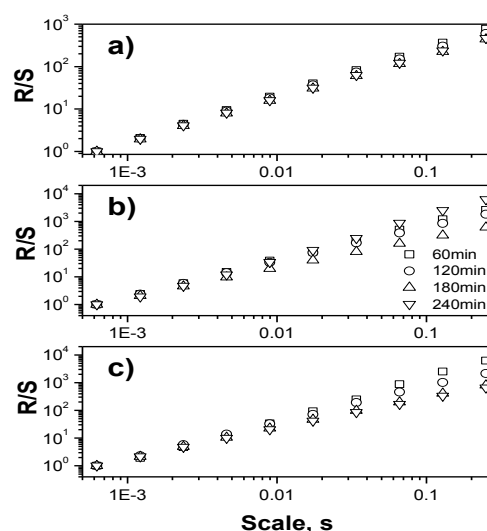 10³
a)
10²
R/S
10¹
10⁰
1E-3
0.01
0.1
10⁴
b)
10³
R/S
10²
10¹
10⁰
60min
120min
180min
240min
1E-3
0.01
0.1
10⁴
c)
10³
R/S
10²
10¹
10⁰
1E-3
0.01
0.1
Scale, s